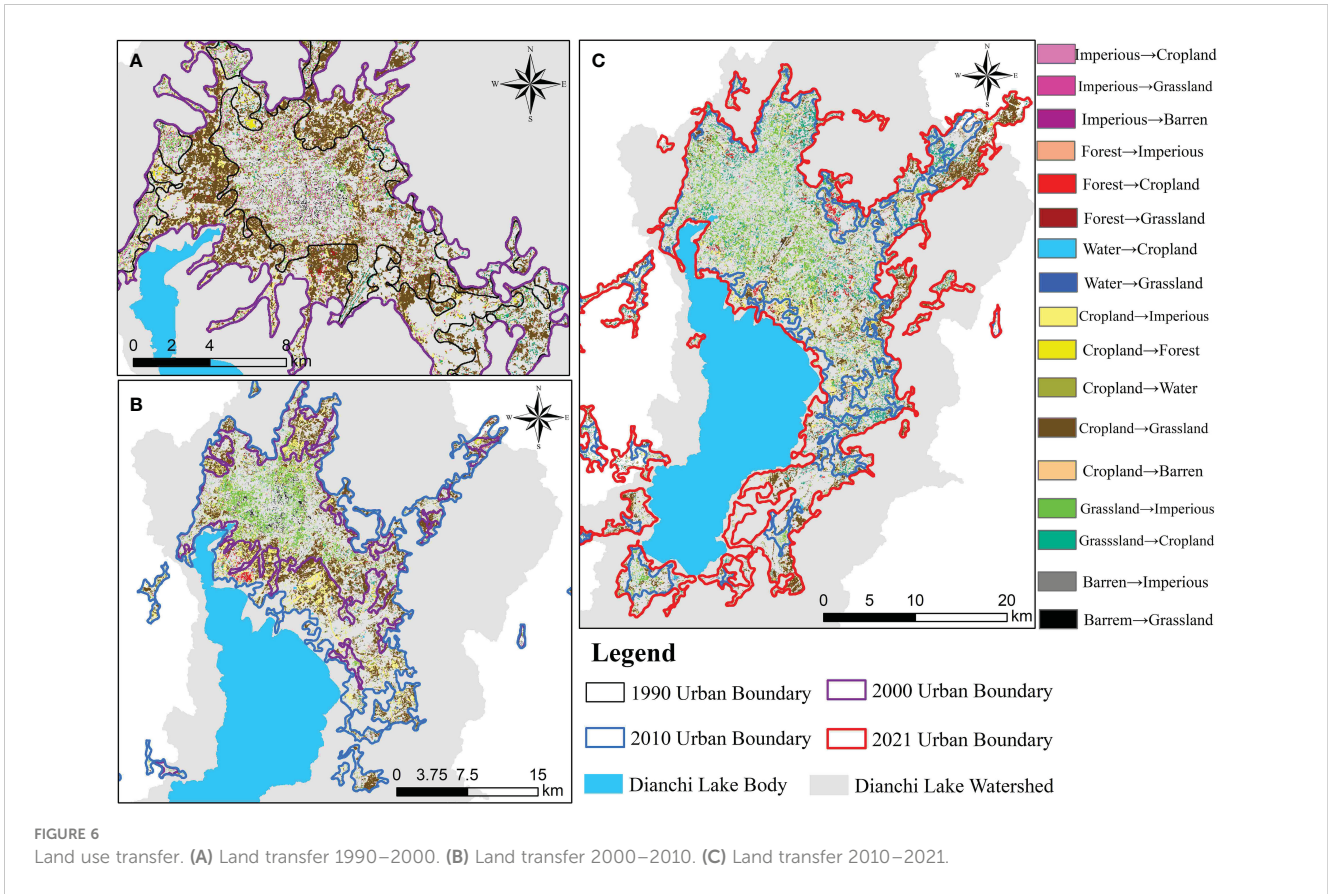 A
N
W
E
S
0
2
4
8
km
B
N
W
E
S
0
3.75
7.5
15
km
C
N
W
E
S
0
5
10
20
km
Imperious→Cropland
Imperious→Grassland
Imperious→Barren
Forest→Imperious
Forest→Cropland
Forest→Grassland
Water→Cropland
Water→Grassland
Cropland→Imperious
Cropland→Forest
Cropland→Water
Cropland→Grassland
Cropland→Barren
Grassland→Imperious
Grasssland→Cropland
Barren→Imperious
Barrem→Grassland
Legend
1990 Urban Boundary
2000 Urban Boundary
2010 Urban Boundary
2021 Urban Boundary
Dianchi Lake Body
Dianchi Lake Watershed
FIGURE 6
Land use transfer. (A) Land transfer 1990–2000. (B) Land transfer 2000–2010. (C) Land transfer 2010–2021.